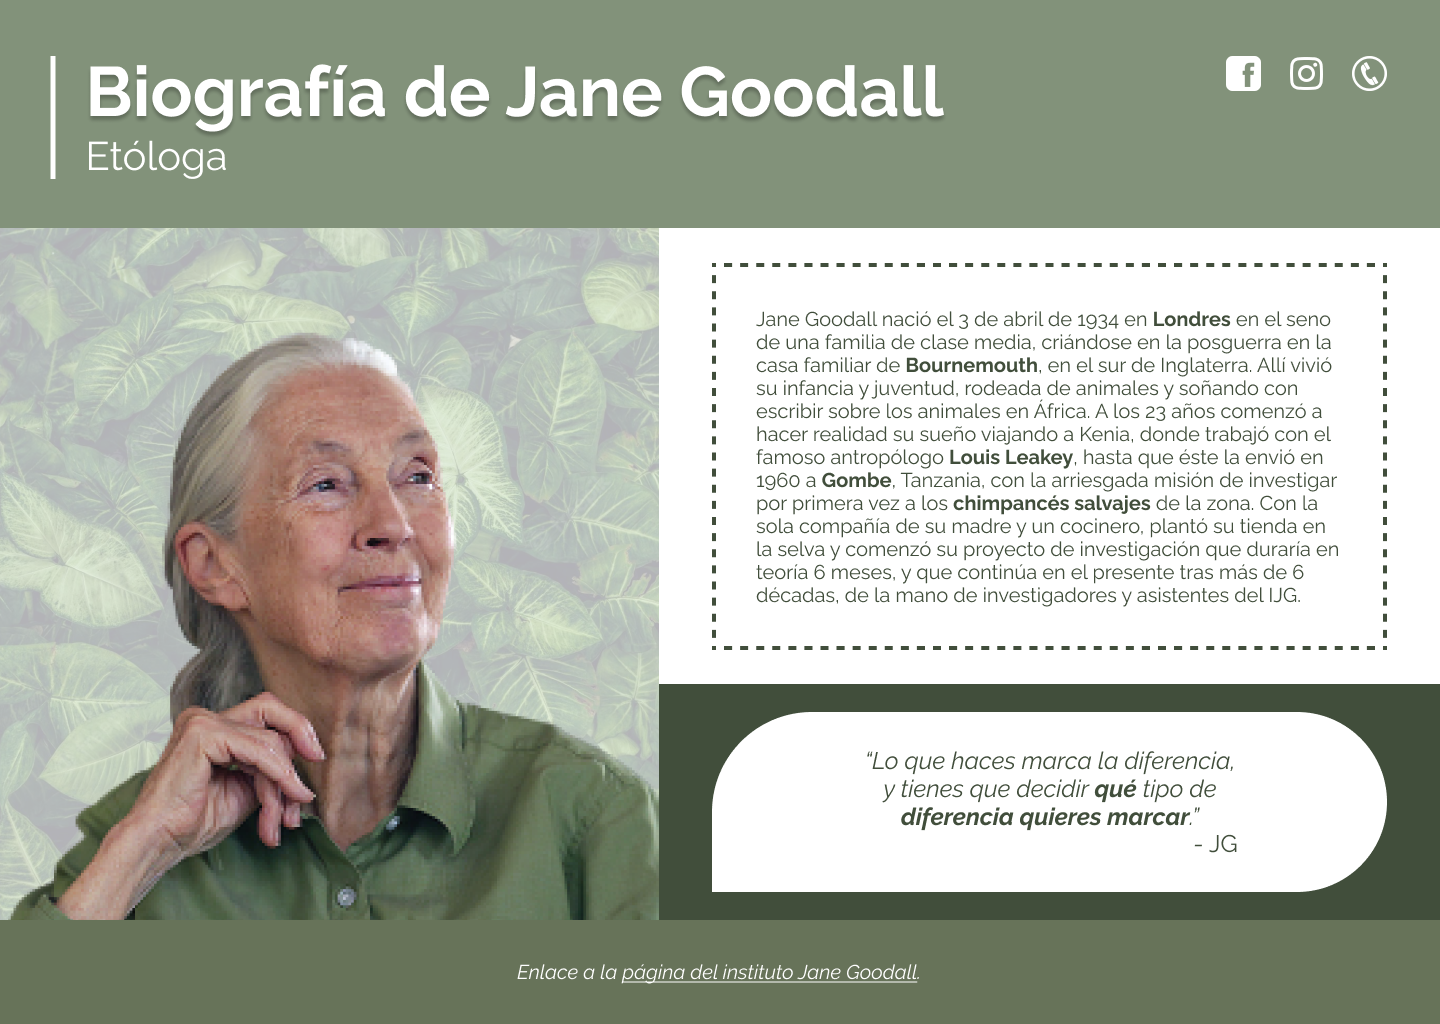 Biografía de Jane Goodall
Etóloga
Jane Goodall nació el 3 de abril de 1934 en Londres en el seno
de una familia de clase media, criándose en la posguerra en la
casa familiar de Bournemouth, en el sur de Inglaterra. Allí vivió
su infancia y juventud, rodeada de animales y soñando con
escribir sobre los animales en África. A los 23 años comenzó a
hacer realidad su sueño viajando a Kenia, donde trabajó con el
famoso antropólogo Louis Leakey, hasta que éste la envió en
1960 a Gombe, Tanzania, con la arriesgada misión de investigar
por primera vez a los chimpancés salvajes de la zona. Con la
sola compañía de su madre y un cocinero, plantó su tienda en
la selva y comenzó su proyecto de investigación que duraría en
teoría 6 meses, y que continúa en el presente tras más de 6
décadas, de la mano de investigadores y asistentes del IJG.
“Lo que haces marca la diferencia,
y tienes que decidir qué tipo de
diferencia quieres marcar.”
- JG
Enlace a la página del instituto Jane Goodall.